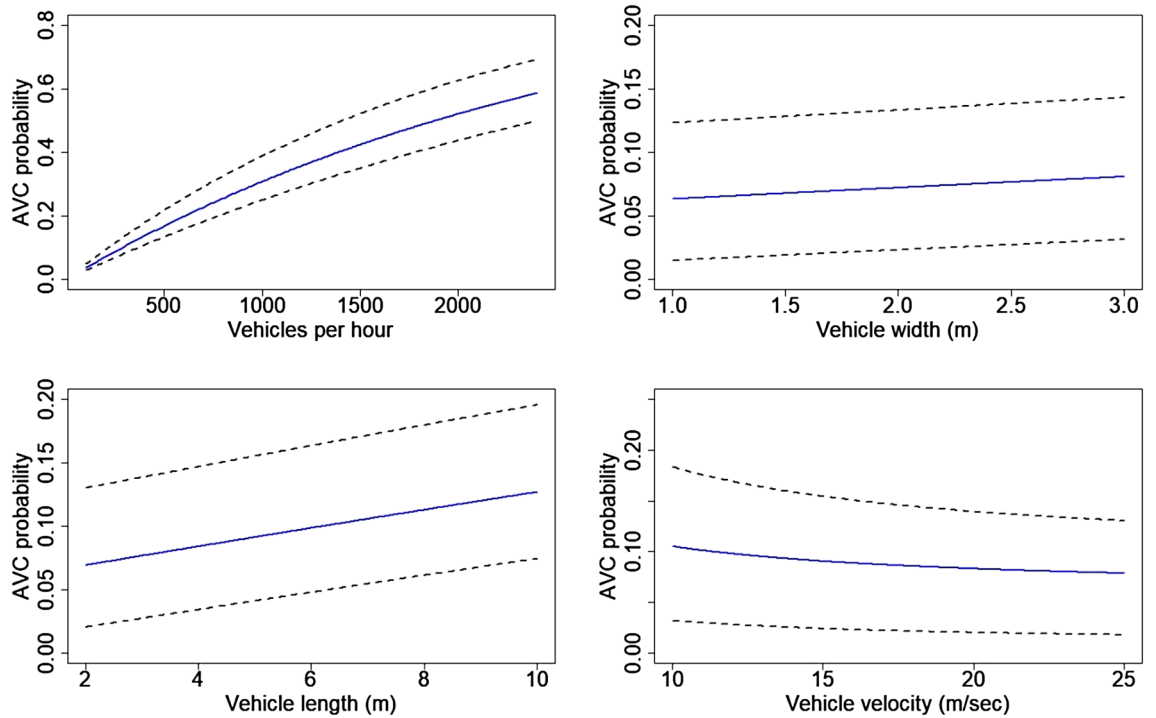 AVC probability
0.0 0.2 0.4 0.6 0.8
500 1000 1500 2000
Vehicles per hour
AVC probability
0.00 0.05 0.10 0.15 0.20
1.0 1.5 2.0 2.5 3.0
Vehicle width (m)
AVC probability
0.00 0.05 0.10 0.15 0.20
2 4 6 8 10
Vehicle length (m)
AVC probability
0.00 0.10 0.20
10 15 20 25
Vehicle velocity (m/sec)